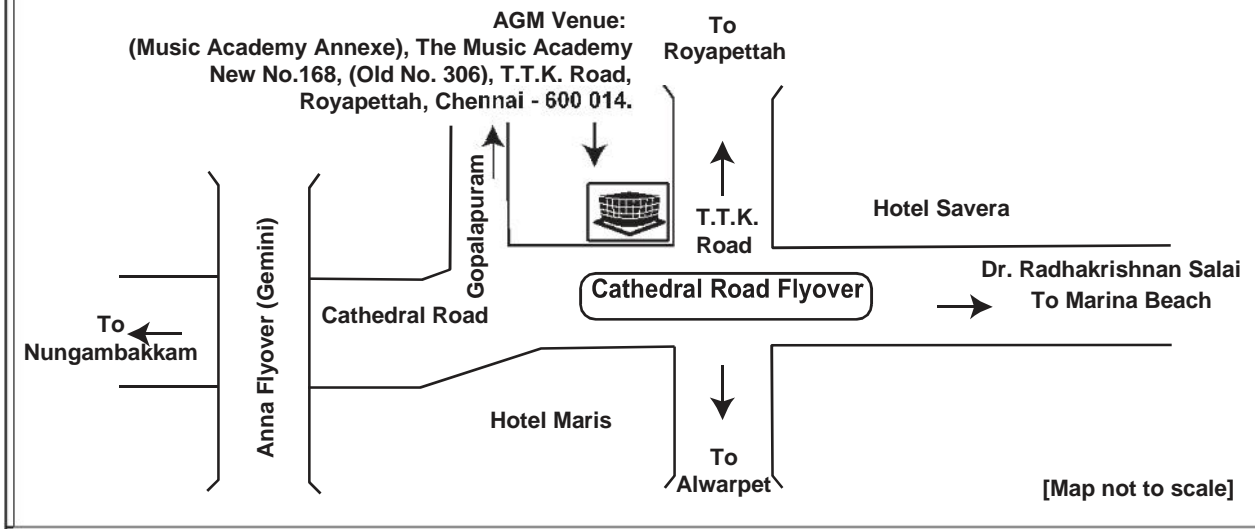 AGM Venue:
(Music Academy Annexe), The Music Academy
New No.168, (Old No. 306), T.T.K. Road,
Royapettah, Chennai - 600 014.
To
Royapettah
Gopalapuram
T.T.K.
Road
Hotel Savera
Anna Flyover (Gemini)
Cathedral Road
Cathedral Road Flyover
Dr. Radhakrishnan Salai
To Marina Beach
To
Nungambakkam
Hotel Maris
To
Alwarpet
[Map not to scale]